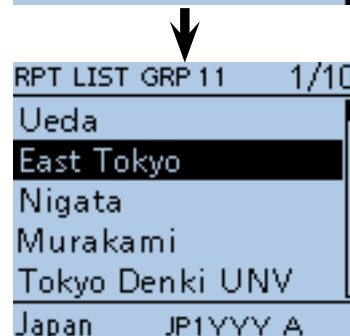 RPT LIST GRP 11 1/10
Ueda
East Tokyo
Nigata
Murakami
Tokyo Denki UNV
Japan JP1YYY A